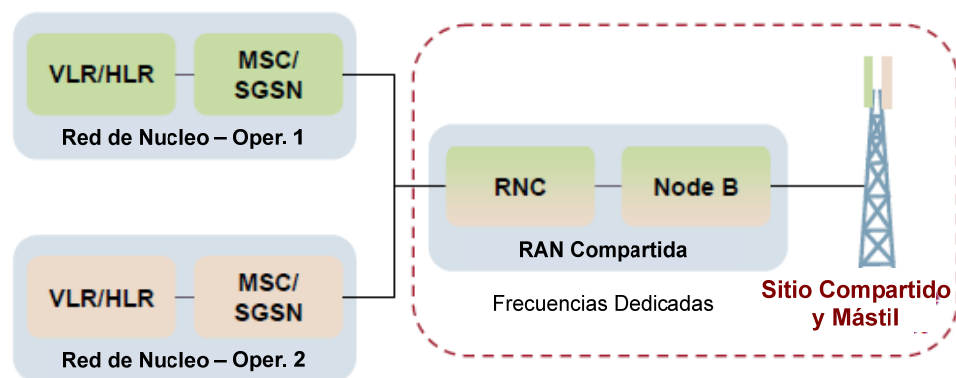 VLR/HLR
MSC/
SGSN
Red de Nucleo – Oper. 1
RNC
Node B
RAN Compartida
Frecuencias Dedicadas
Sitio Compartido
y Mástil
VLR/HLR
MSC/
SGSN
Red de Nucleo – Oper. 2